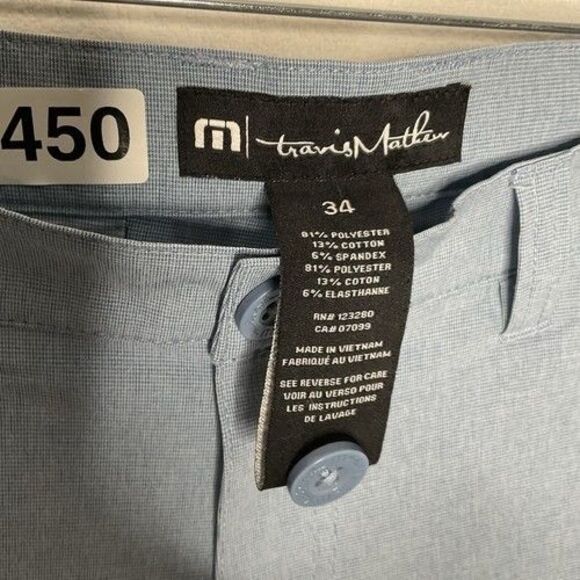 450
m travisMathew
34
81% POLYESTER
13% COTTON
6% SPANDEX
81% POLYESTER
13% COTON
6% ELASTHANNE
RN# 123280
CA# 07099
MADE IN VIETNAM
FABRIQUÉ AU VIETNAM
SEE REVERSE FOR CARE
VOIR AU VERSO POUR
LES INSTRUCTIONS
DE LAVAGE